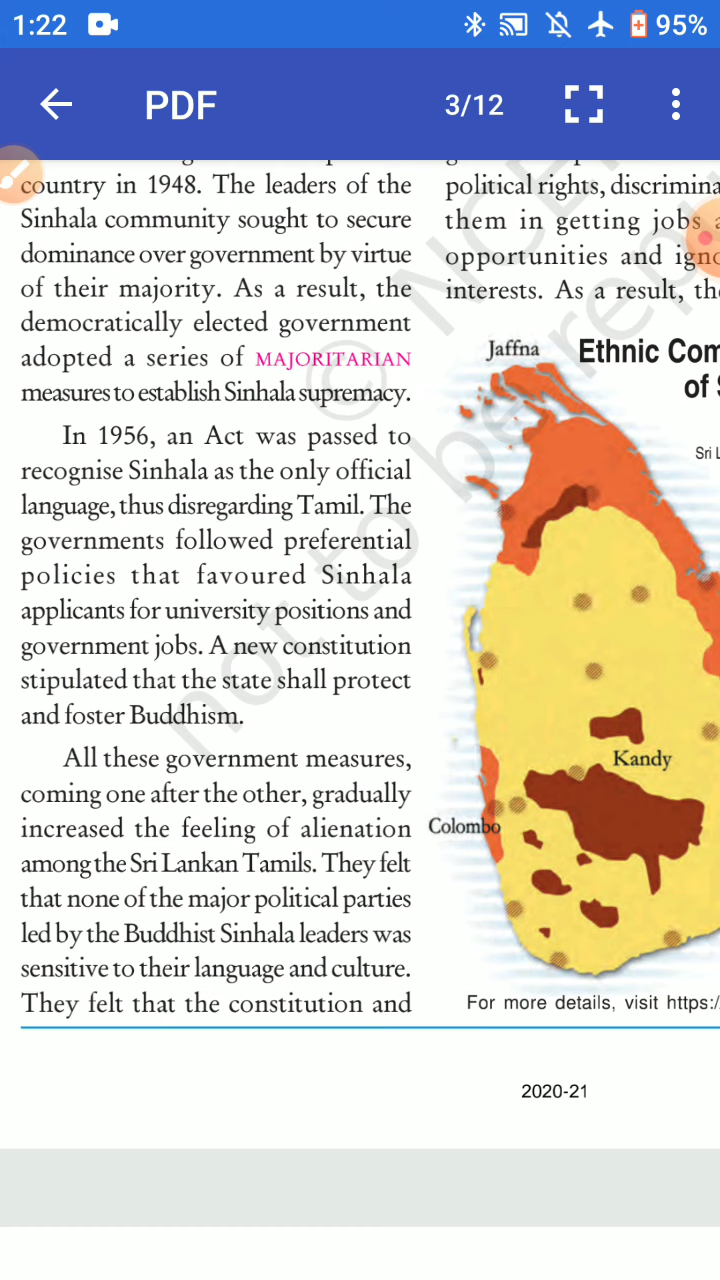 1:22
95%
PDF
3/12
country in 1948. The leaders of the
Sinhala community sought to secure
dominance over government by virtue
of their majority. As a result, the
democratically elected government
adopted a series of MAJORITARIAN
measures to establish Sinhala supremacy.
In 1956, an Act was passed to
recognise Sinhala as the only official
language, thus disregarding Tamil. The
governments followed preferential
policies that favoured Sinhala
applicants for university positions and
government jobs. A new constitution
stipulated that the state shall protect
and foster Buddhism.
All these government measures,
coming one after the other, gradually
increased the feeling of alienation
among the Sri Lankan Tamils. They felt
that none of the major political parties
led by the Buddhist Sinhala leaders was
sensitive to their language and culture.
They felt that the constitution and
political rights, discrimina
them in getting jobs
opportunities and igno
interests. As a result, the
Jaffna
Ethnic Com
of S
Sri L
Kandy
Colombo
For more details, visit https:/
2020-21
© NCE
not to be re